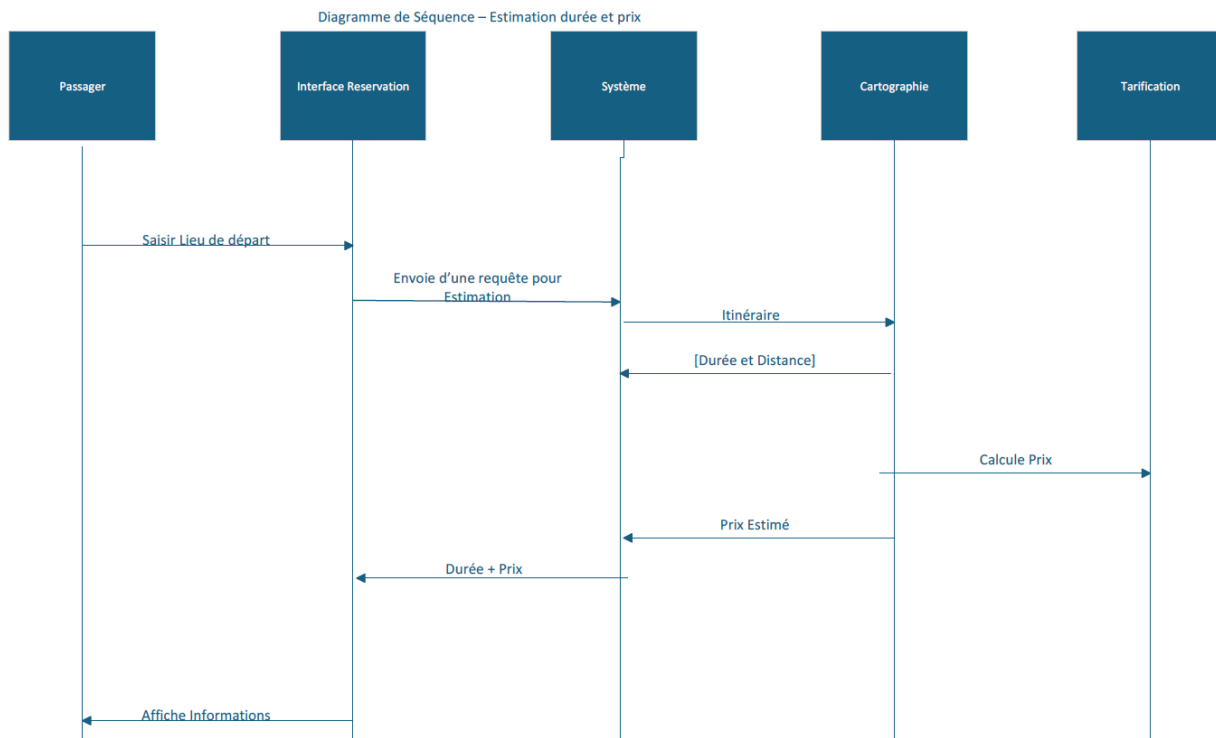 Diagramme de Séquence – Estimation durée et prix
Passager
Interface Reservation
Système
Cartographie
Tarification
Saisir Lieu de départ
Envoie d’une requête pour
Estimation
Itinéraire
[Durée et Distance]
Calcule Prix
Prix Estimé
Durée + Prix
Affiche Informations